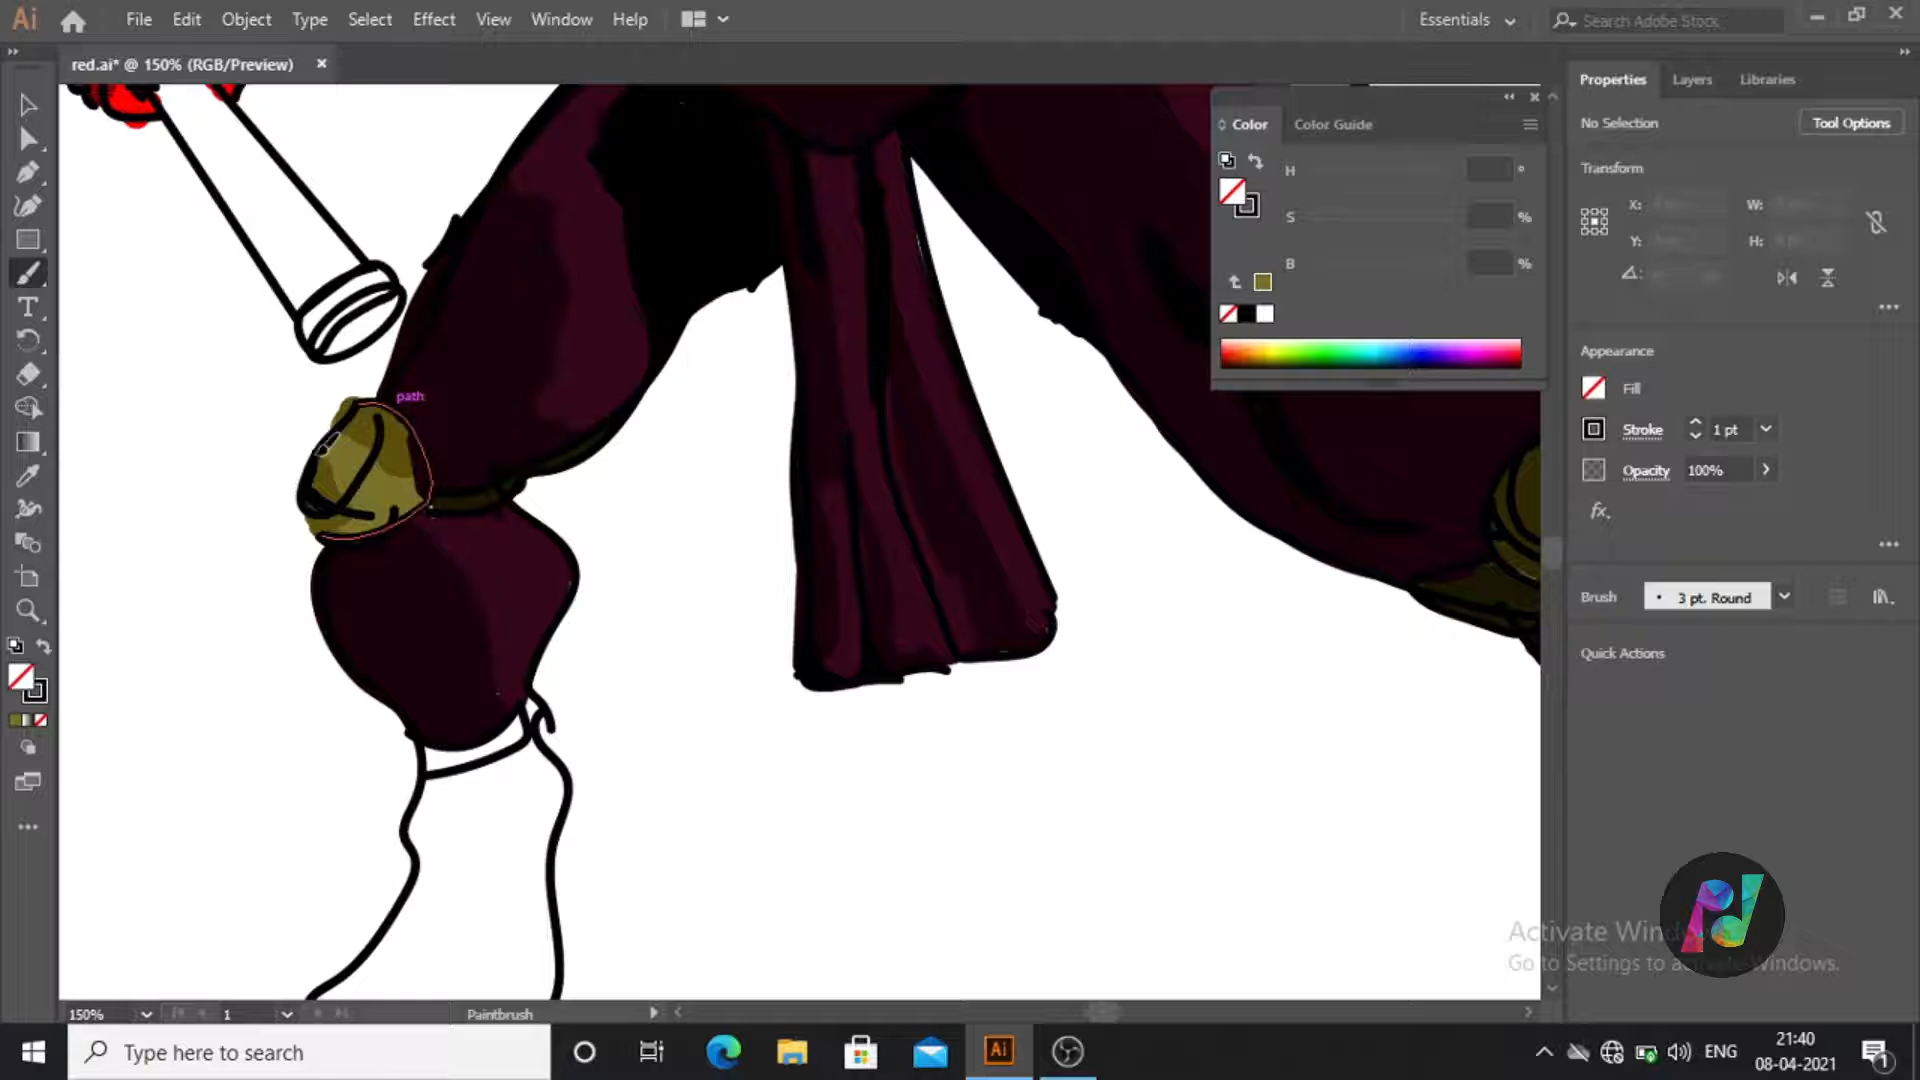 Ai File Edit Object Type Select Effect View Window Help Essentials Search Adobe Stock
red.ai* @ 150% (RGB/Preview)
Properties Layers Libraries
Color Color Guide
No Selection Tool Options
H °
S %
B %
Transform
X: W:
Y: H:
Appearance
Fill
Stroke 1 pt
Opacity 100%
fx.
path
Brush 3 pt. Round
Quick Actions
Activate Win
Go to Settings to activate Windows.
150% 1 Paintbrush
Type here to search
Ai
ENG
21:40
08-04-2021
1